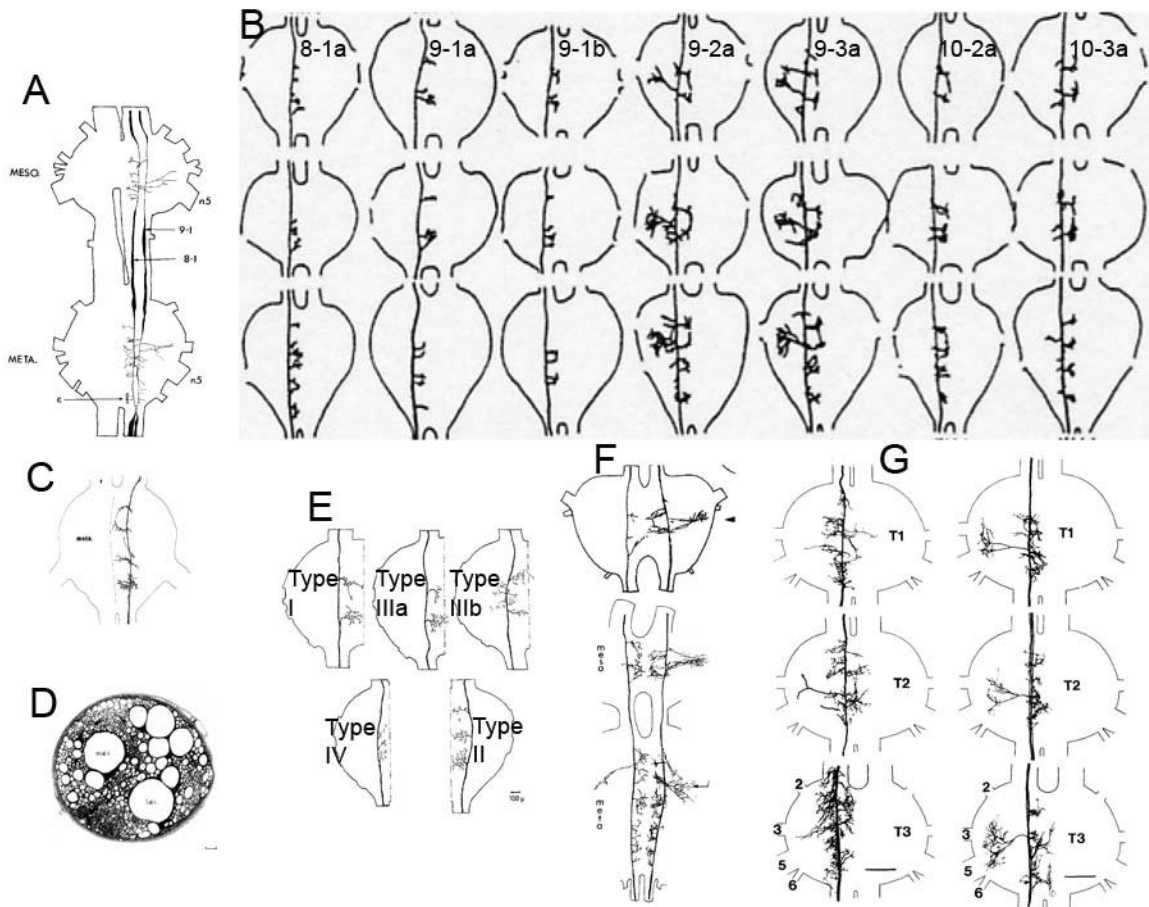 A
MESO.
n5
9-I
8-I
META.
n5
c
B
8-1a
9-1a
9-1b
9-2a
9-3a
10-2a
10-3a
C
meta.
D
E
Type
I
Type
IIIa
Type
IIIb
Type
IV
Type
II
100 µ
F
meso
meta
G
T1
T1
T2
T2
2
3
5
6
T3
2
3
5
6
T3